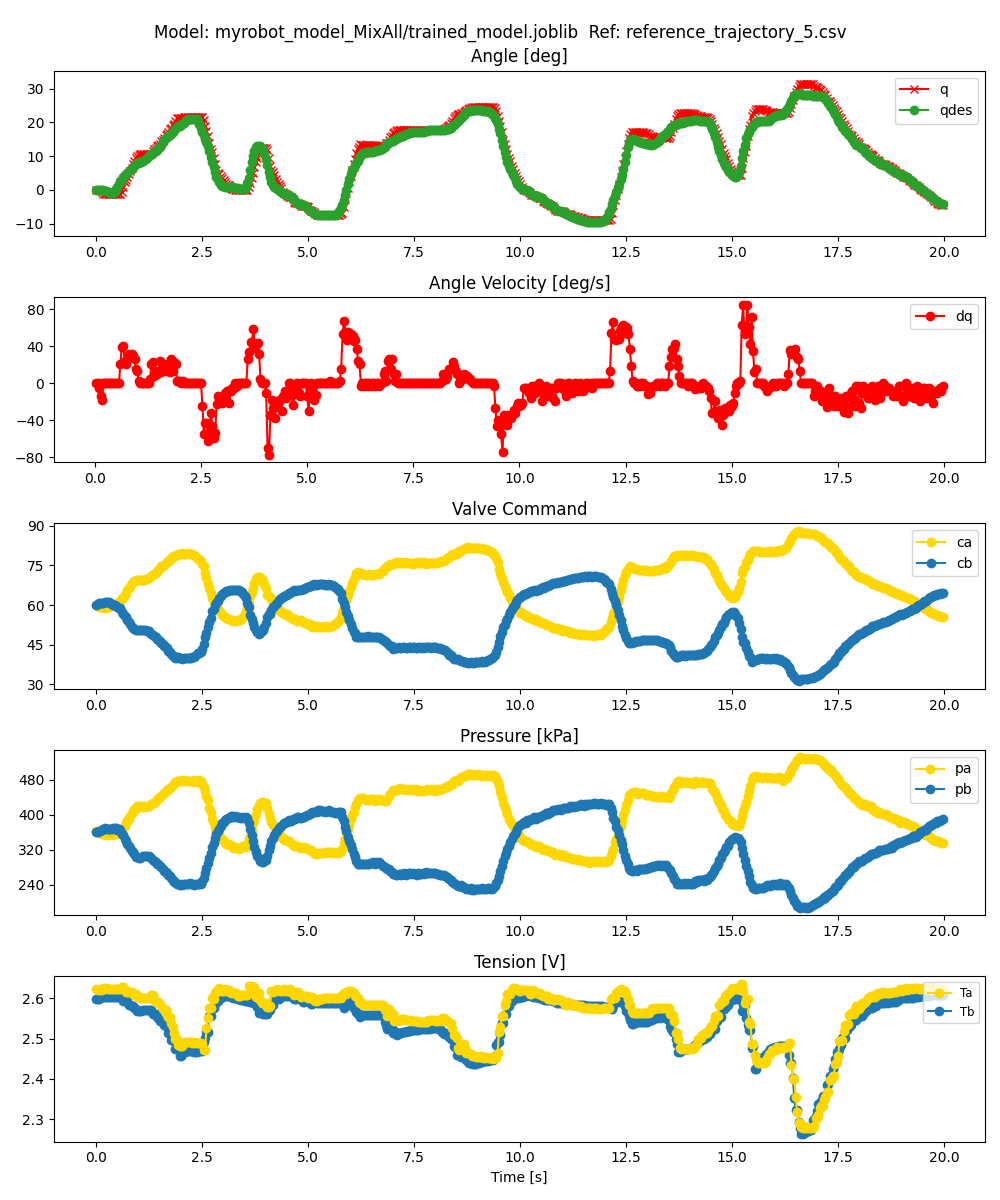 Model: myrobot_model_MixAll/trained_model.joblib  Ref: reference_trajectory_5.csv
Angle [deg]
30
20
10
0
−10
q
qdes
0.0 2.5 5.0 7.5 10.0 12.5 15.0 17.5 20.0
Angle Velocity [deg/s]
80
40
0
−40
−80
dq
0.0 2.5 5.0 7.5 10.0 12.5 15.0 17.5 20.0
Valve Command
90
75
60
45
30
ca
cb
0.0 2.5 5.0 7.5 10.0 12.5 15.0 17.5 20.0
Pressure [kPa]
480
400
320
240
pa
pb
0.0 2.5 5.0 7.5 10.0 12.5 15.0 17.5 20.0
Tension [V]
2.6
2.5
2.4
2.3
Ta
Tb
0.0 2.5 5.0 7.5 10.0 12.5 15.0 17.5 20.0
Time [s]